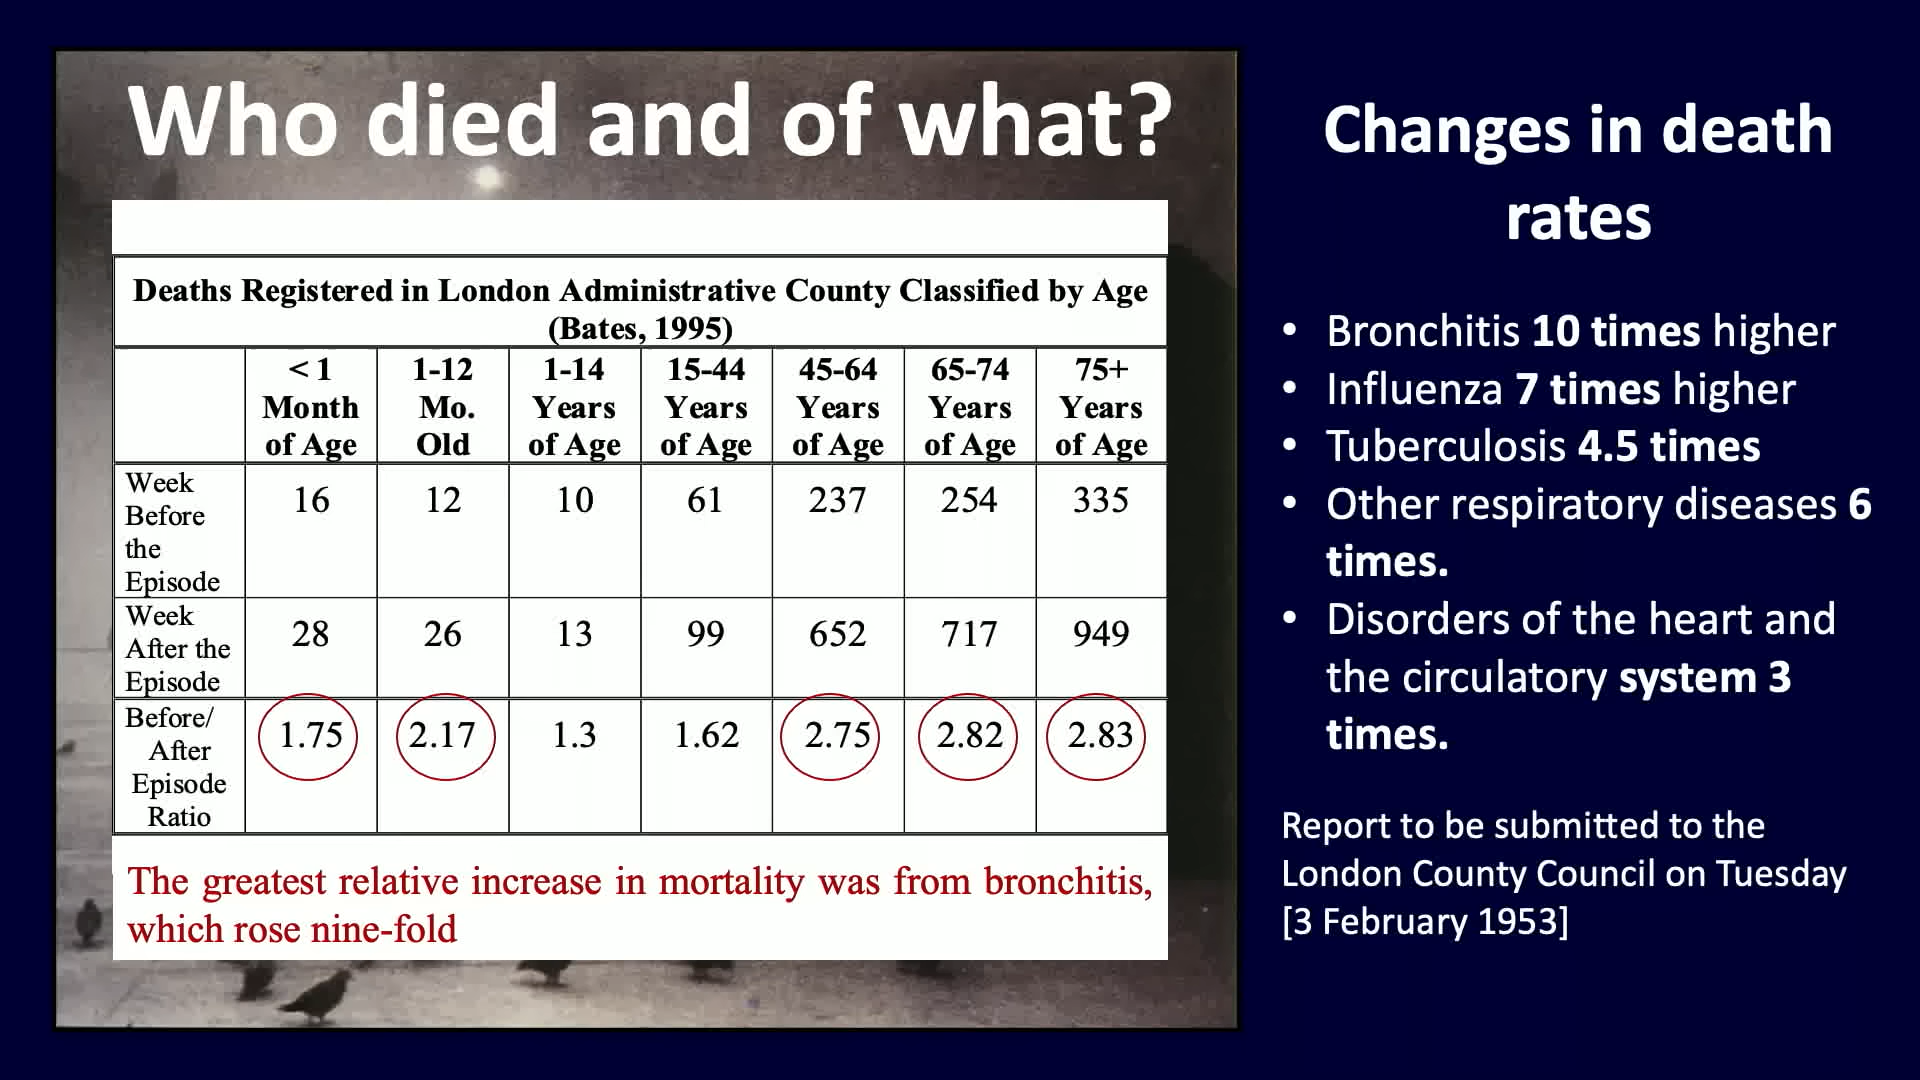 Who died and of what?
Deaths Registered in London Administrative County Classified by Age
(Bates, 1995)
< 1 Month of Age
1-12 Mo. Old
1-14 Years of Age
15-44 Years of Age
45-64 Years of Age
65-74 Years of Age
75+ Years of Age
Week Before the Episode
16 12 10 61 237 254 335
Week After the Episode
28 26 13 99 652 717 949
Before/ After Episode Ratio
1.75 2.17 1.3 1.62 2.75 2.82 2.83
The greatest relative increase in mortality was from bronchitis,
which rose nine-fold
Changes in death
rates
• Bronchitis 10 times higher
• Influenza 7 times higher
• Tuberculosis 4.5 times
• Other respiratory diseases 6
times.
• Disorders of the heart and
the circulatory system 3
times.
Report to be submitted to the
London County Council on Tuesday
[3 February 1953]